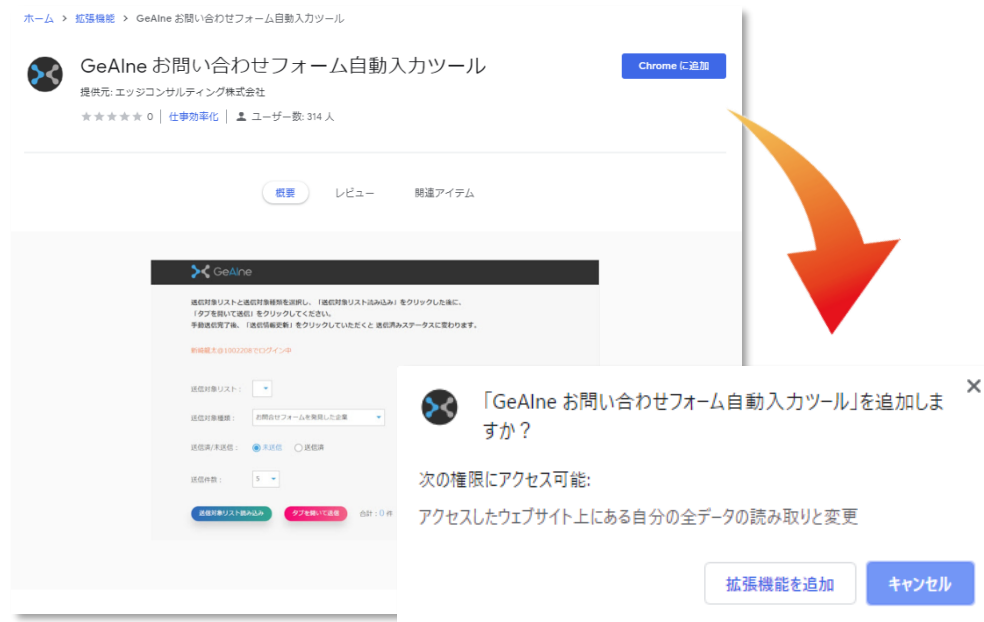 ホーム > 拡張機能 > GeAIne お問い合わせフォーム自動入力ツール
GeAIne お問い合わせフォーム自動入力ツール
Chrome に追加
提供元: エッジコンサルティング株式会社
★★★★★ 0 | 仕事効率化 | ユーザー数: 314 人
概要 レビュー 関連アイテム
GeAIne
送信対象リストと送信対象種類を選択し、「送信対象リスト読み込み」をクリックした後に、
「タブを開いて送信」をクリックしてください。
手動送信完了後、「送信情報更新」をクリックしていただくと 送信済みステータスに変わります。
@1002208でログイン中
送信対象リスト：
送信対象種類： お問合せフォームを発見した企業
送信済/未送信： 未送信 送信済
送信件数： 5
送信対象リスト読み込み タブを開いて送信 合計：0 件
「GeAIne お問い合わせフォーム自動入力ツール」を追加しま
すか？
次の権限にアクセス可能:
アクセスしたウェブサイト上にある自分の全データの読み取りと変更
拡張機能を追加 キャンセル